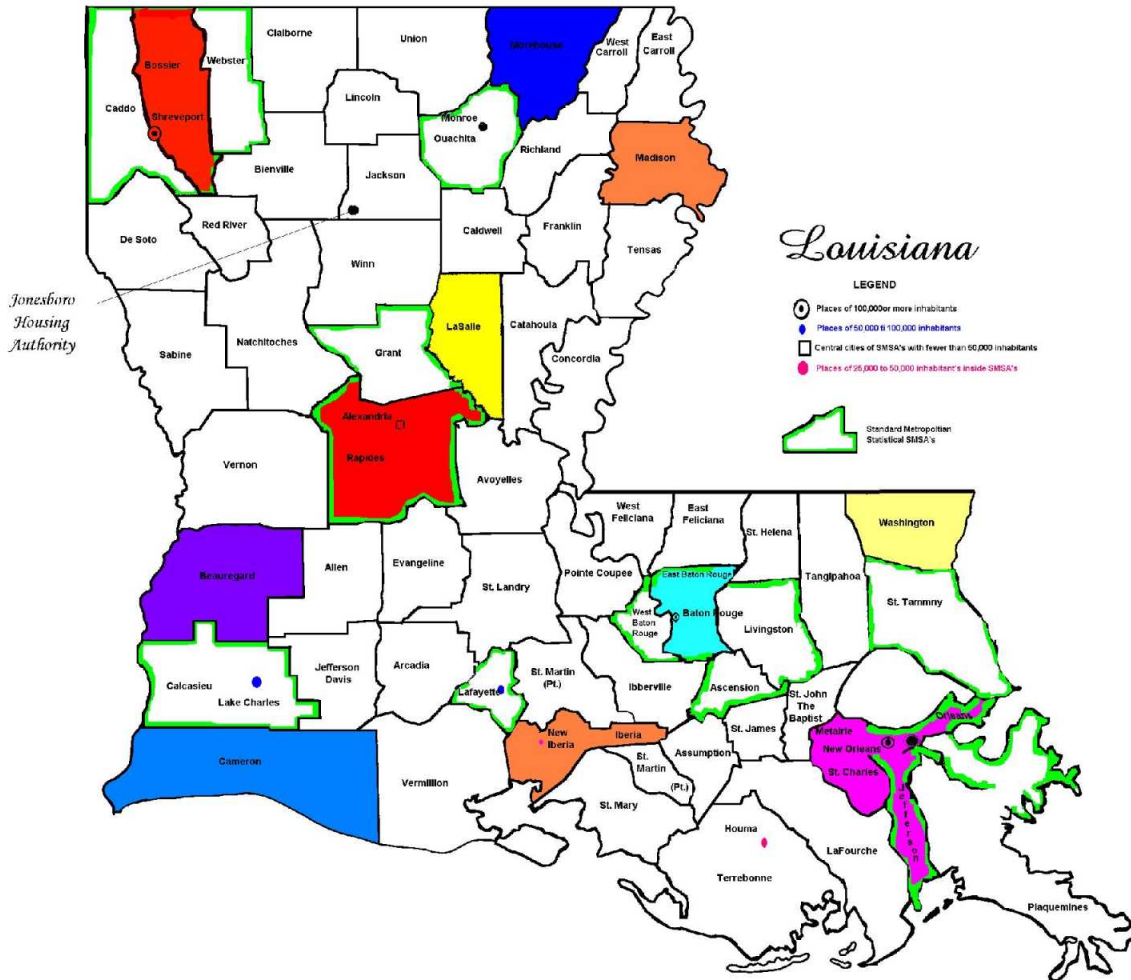 Claiborne
Union
Morehouse
West
Carroll
East
Carroll
Bossier
Webster
Caddo
Shreveport
Lincoln
Monroe
Ouachita
Richland
Madison
Bienville
Jackson
De Soto
Red River
Winn
Caldwell
Franklin
Tensas
Louisiana
LEGEND
Places of 100,000or more inhabitants
Places of 50,000 ti 100,000 inhabitants
Central cities of SMSA's with fewer than 50,000 inhabitants
Places of 25,000 to 50,000 inhabitant's inside SMSA's
Standard Metropoltian
Statistical SMSA's
Jonesboro
Housing
Authority
Sabine
Natchitoches
Grant
LaSalle
Catahoula
Concordia
Alexandria
Rapides
Vernon
Avoyelles
West
Feliciana
East
Feliciana
St. Helena
Washington
Beauregard
Allen
Evangeline
St. Landry
Pointe Coupee
East Baton Rouge
Baton Rouge
West
Baton
Rouge
Livingston
Tangipahoa
St. Tammny
Calcasieu
Lake Charles
Jefferson
Davis
Arcadia
Lafayette
St. Martin
(Pt.)
Ibberville
Ascension
St. John
The
Baptist
St. James
Orleans
Metairie
New Orleans
St. Charles
Jefferson
Cameron
Vermillion
New
Iberia
Iberia
St.
Martin
(Pt.)
Assumption
St. Mary
Houma
Terrebonne
LaFourche
Plaquemines